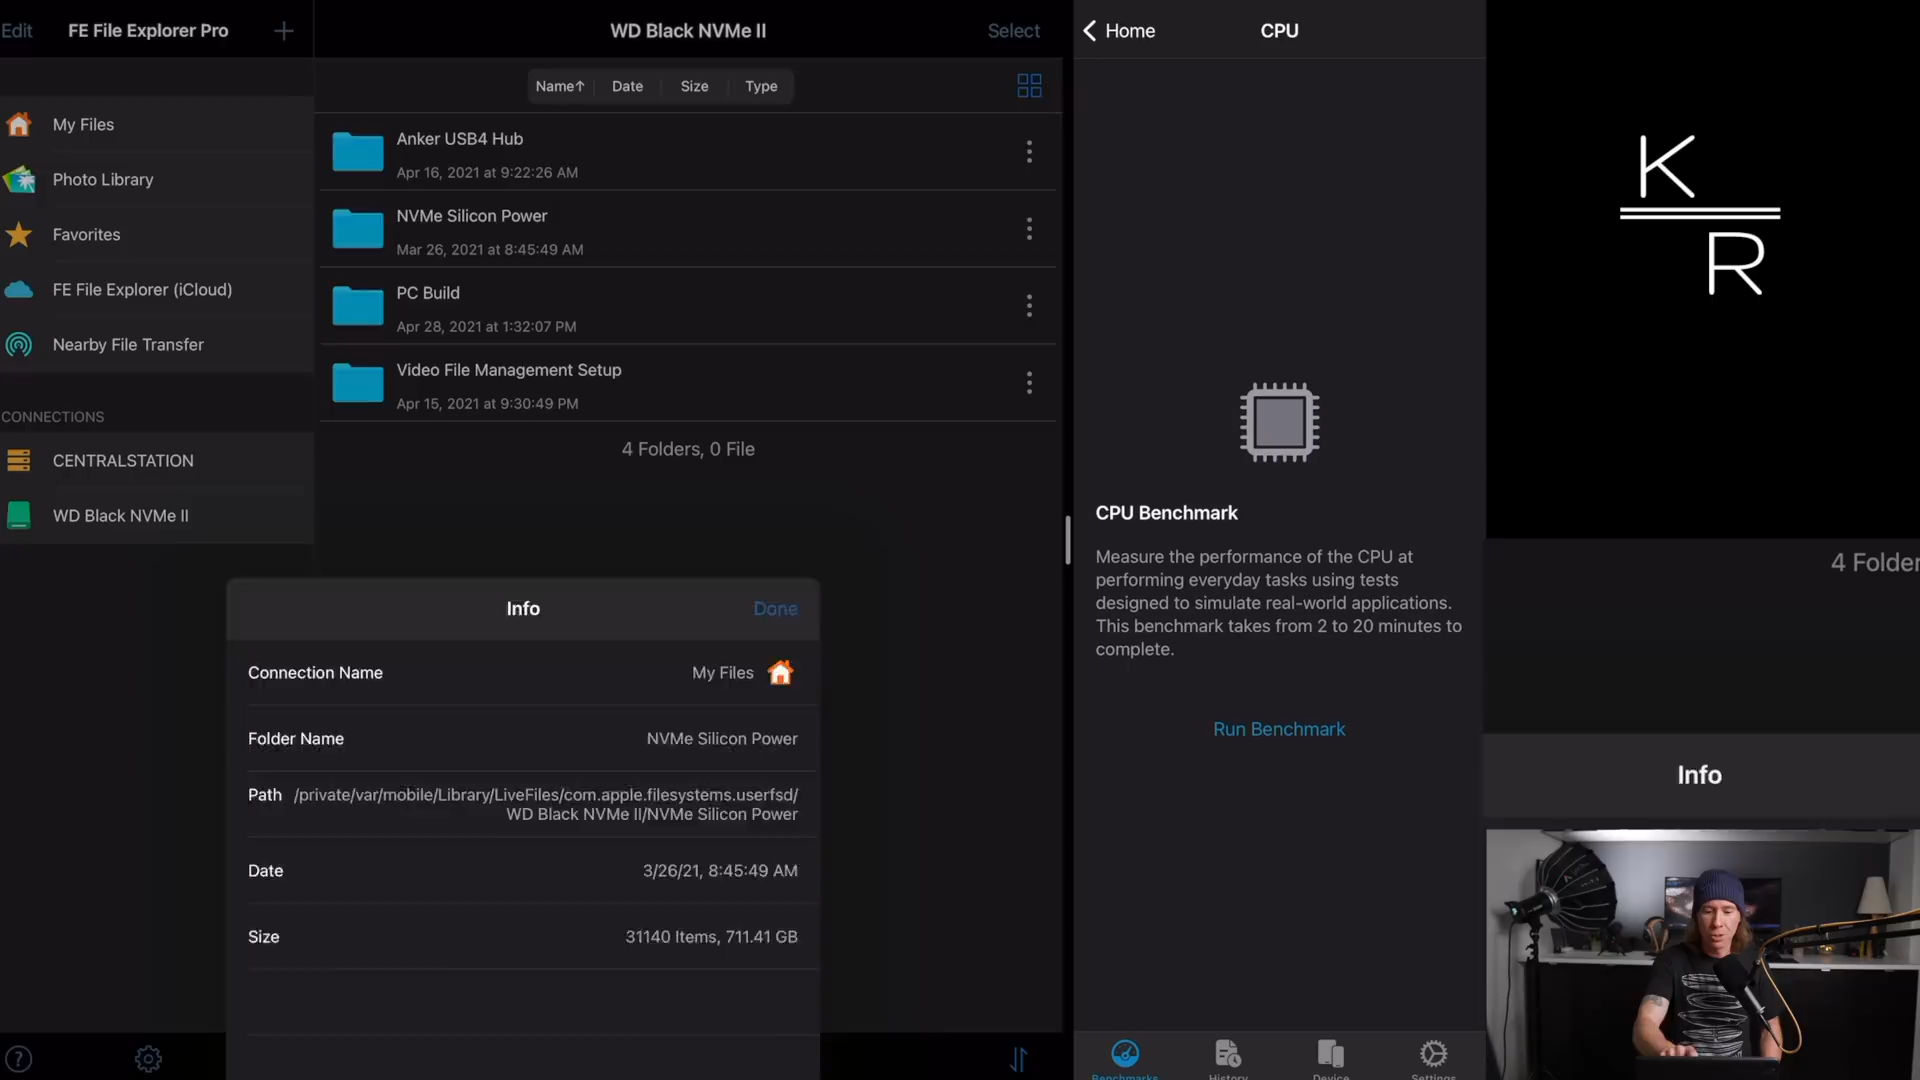 Edit
FE File Explorer Pro
WD Black NVMe II
Select
Name↑
Date
Size
Type
My Files
Photo Library
Favorites
FE File Explorer (iCloud)
Nearby File Transfer
CONNECTIONS
CENTRALSTATION
WD Black NVMe II
Anker USB4 Hub
Apr 16, 2021 at 9:22:26 AM
NVMe Silicon Power
Mar 26, 2021 at 8:45:49 AM
PC Build
Apr 28, 2021 at 1:32:07 PM
Video File Management Setup
Apr 15, 2021 at 9:30:49 PM
4 Folders, 0 File
Info
Done
Connection Name
My Files
Folder Name
NVMe Silicon Power
Path /private/var/mobile/Library/LiveFiles/com.apple.filesystems.userfsd/
WD Black NVMe II/NVMe Silicon Power
Date
3/26/21, 8:45:49 AM
Size
31140 Items, 711.41 GB
Home
CPU
CPU Benchmark
Measure the performance of the CPU at
performing everyday tasks using tests
designed to simulate real-world applications.
This benchmark takes from 2 to 20 minutes to
complete.
Run Benchmark
Benchmarks
History
Device
Settings
K
R
4 Folder
Info